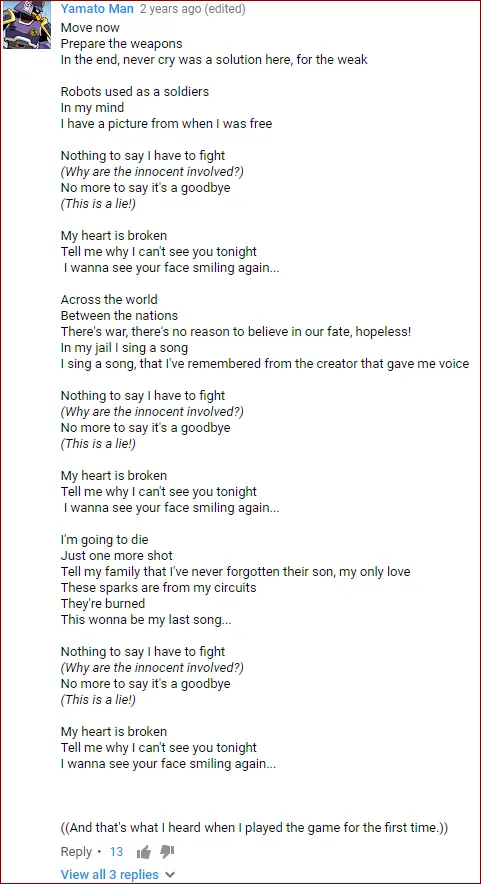 Yamato Man 2 years ago (edited)
Move now
Prepare the weapons
In the end, never cry was a solution here, for the weak
Robots used as a soldiers
In my mind
I have a picture from when I was free
Nothing to say I have to fight
(Why are the innocent involved?)
No more to say it's a goodbye
(This is a lie!)
My heart is broken
Tell me why I can't see you tonight
I wanna see your face smiling again...
Across the world
Between the nations
There's war, there's no reason to believe in our fate, hopeless!
In my jail I sing a song
I sing a song, that I've remembered from the creator that gave me voice
Nothing to say I have to fight
(Why are the innocent involved?)
No more to say it's a goodbye
(This is a lie!)
My heart is broken
Tell me why I can't see you tonight
I wanna see your face smiling again...
I'm going to die
Just one more shot
Tell my family that I've never forgotten their son, my only love
These sparks are from my circuits
They're burned
This wonna be my last song...
Nothing to say I have to fight
(Why are the innocent involved?)
No more to say it's a goodbye
(This is a lie!)
My heart is broken
Tell me why I can't see you tonight
I wanna see your face smiling again...
((And that's what I heard when I played the game for the first time.))
Reply • 13
View all 3 replies